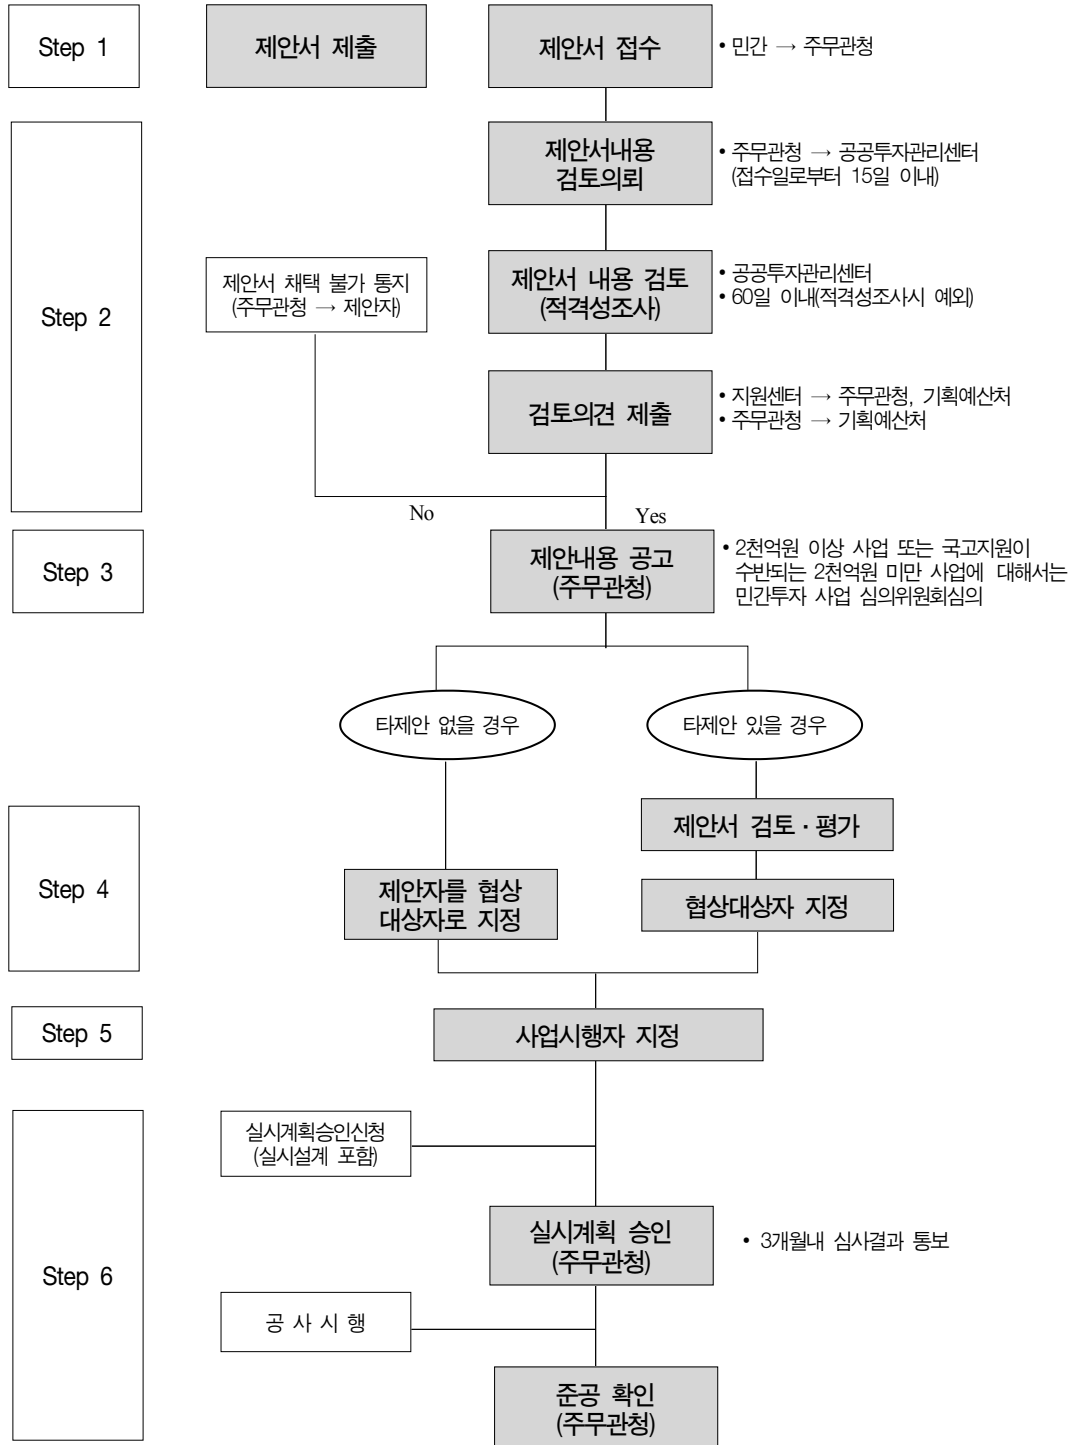 Step 1
제안서 제출
제안서 접수
• 민간 → 주무관청
Step 2
제안서내용
검토의뢰
• 주무관청 → 공공투자관리센터
(접수일로부터 15일 이내)
제안서 채택 불가 통지
(주무관청 → 제안자)
제안서 내용 검토
(적격성조사)
• 공공투자관리센터
• 60일 이내(적격성조사시 예외)
검토의견 제출
• 지원센터 → 주무관청, 기획예산처
• 주무관청 → 기획예산처
No
Yes
Step 3
제안내용 공고
(주무관청)
• 2천억원 이상 사업 또는 국고지원이
수반되는 2천억원 미만 사업에 대해서는
민간투자 사업 심의위원회심의
타제안 없을 경우
타제안 있을 경우
Step 4
제안서 검토·평가
제안자를 협상
대상자로 지정
협상대상자 지정
Step 5
사업시행자 지정
Step 6
실시계획승인신청
(실시설계 포함)
실시계획 승인
(주무관청)
• 3개월내 심사결과 통보
공 사 시 행
준공 확인
(주무관청)